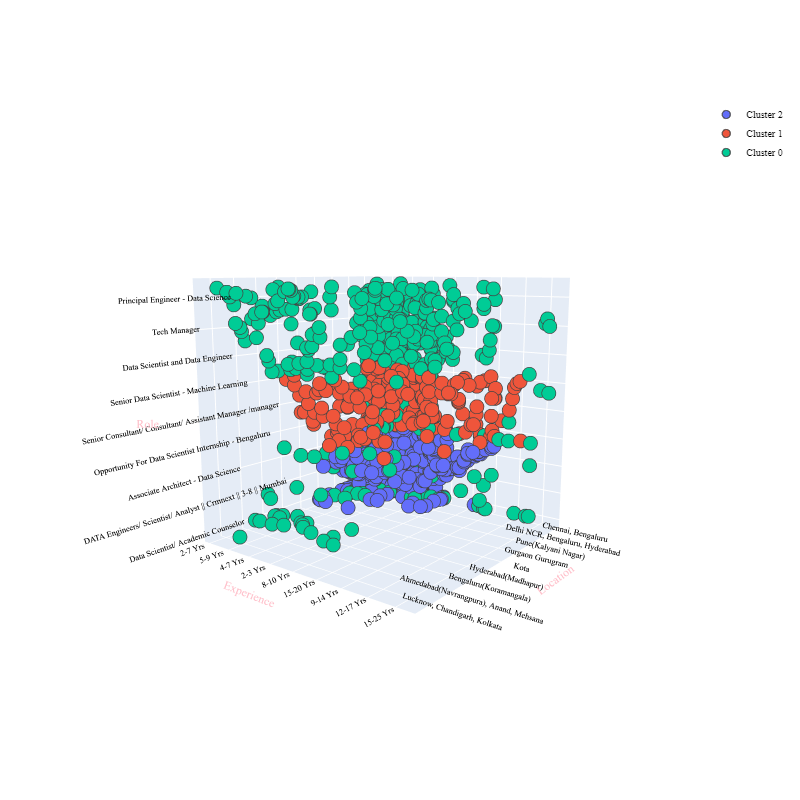 Cluster 2
Cluster 1
Cluster 0
Principal Engineer - Data Science
Tech Manager
Data Scientist and Data Engineer
Senior Data Scientist - Machine Learning
Senior Consultant/ Consultant/ Assistant Manager /manager
Role
Opportunity For Data Scientist Internship - Bengaluru
Associate Architect - Data Science
DATA Engineers/ Scientist/ Analyst || Crmnext || 3-8 || Mumbai
Data Scientist/ Academic Counselor
2-7 Yrs
5-9 Yrs
4-7 Yrs
2-3 Yrs
8-10 Yrs
15-20 Yrs
9-14 Yrs
12-17 Yrs
15-25 Yrs
Experience
Chennai, Bengaluru
Delhi NCR, Bengaluru, Hyderabad
Pune(Kalyani Nagar)
Gurgaon Gurugram
Kota
Hyderabad(Madhapur)
Bengaluru(Koramangala)
Ahmedabad(Navrangpura), Anand, Mehsana
Lucknow, Chandigarh, Kolkata
Location